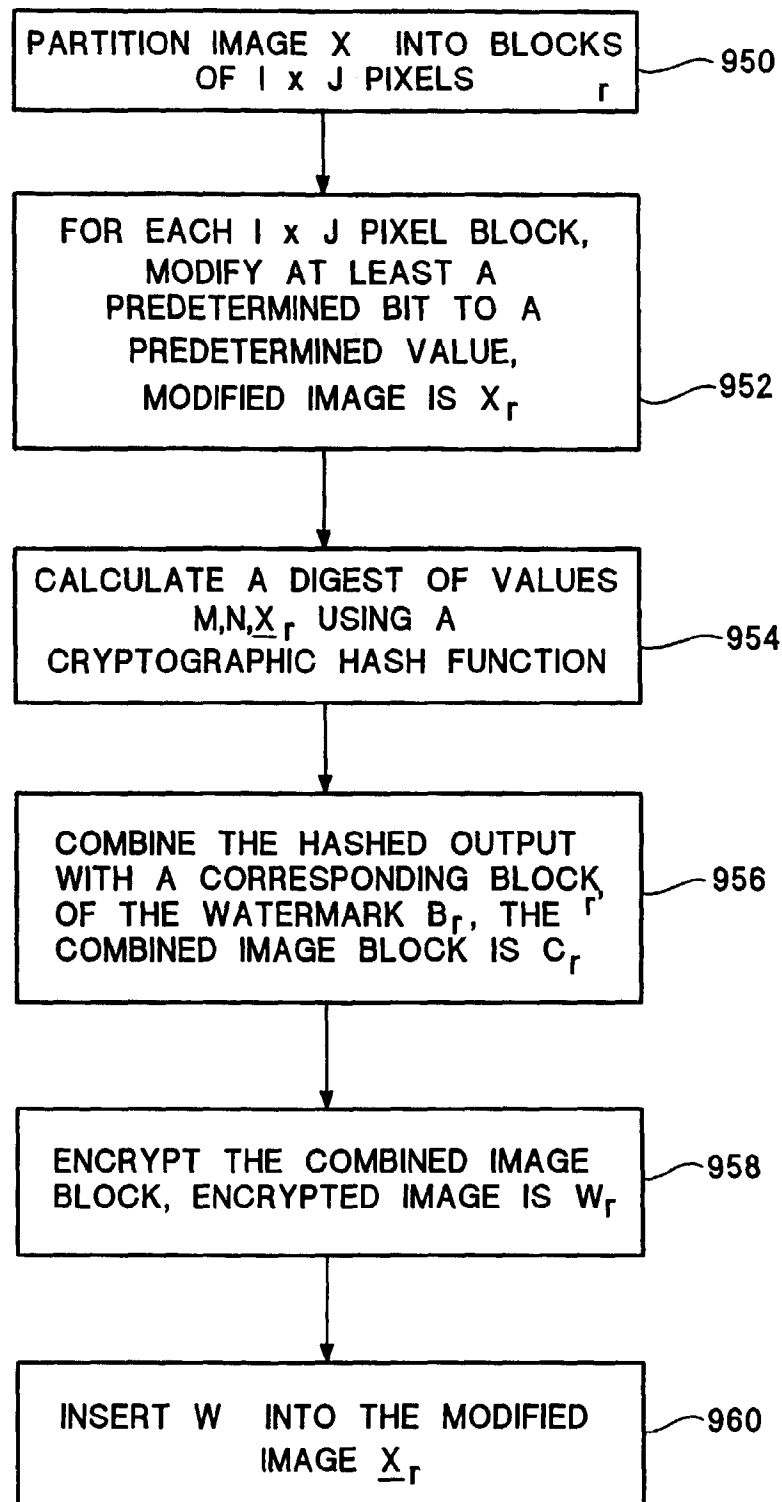 PARTITION IMAGE X INTO BLOCKS
OF I x J PIXELS r
950
FOR EACH I x J PIXEL BLOCK,
MODIFY AT LEAST A
PREDETERMINED BIT TO A
PREDETERMINED VALUE,
MODIFIED IMAGE IS Xr
952
CALCULATE A DIGEST OF VALUES
M,N,Xr USING A
CRYPTOGRAPHIC HASH FUNCTION
954
COMBINE THE HASHED OUTPUT
WITH A CORRESPONDING BLOCK,
OF THE WATERMARK Br, THE r
COMBINED IMAGE BLOCK IS Cr
956
ENCRYPT THE COMBINED IMAGE
BLOCK, ENCRYPTED IMAGE IS Wr
958
INSERT W INTO THE MODIFIED
IMAGE Xr
960